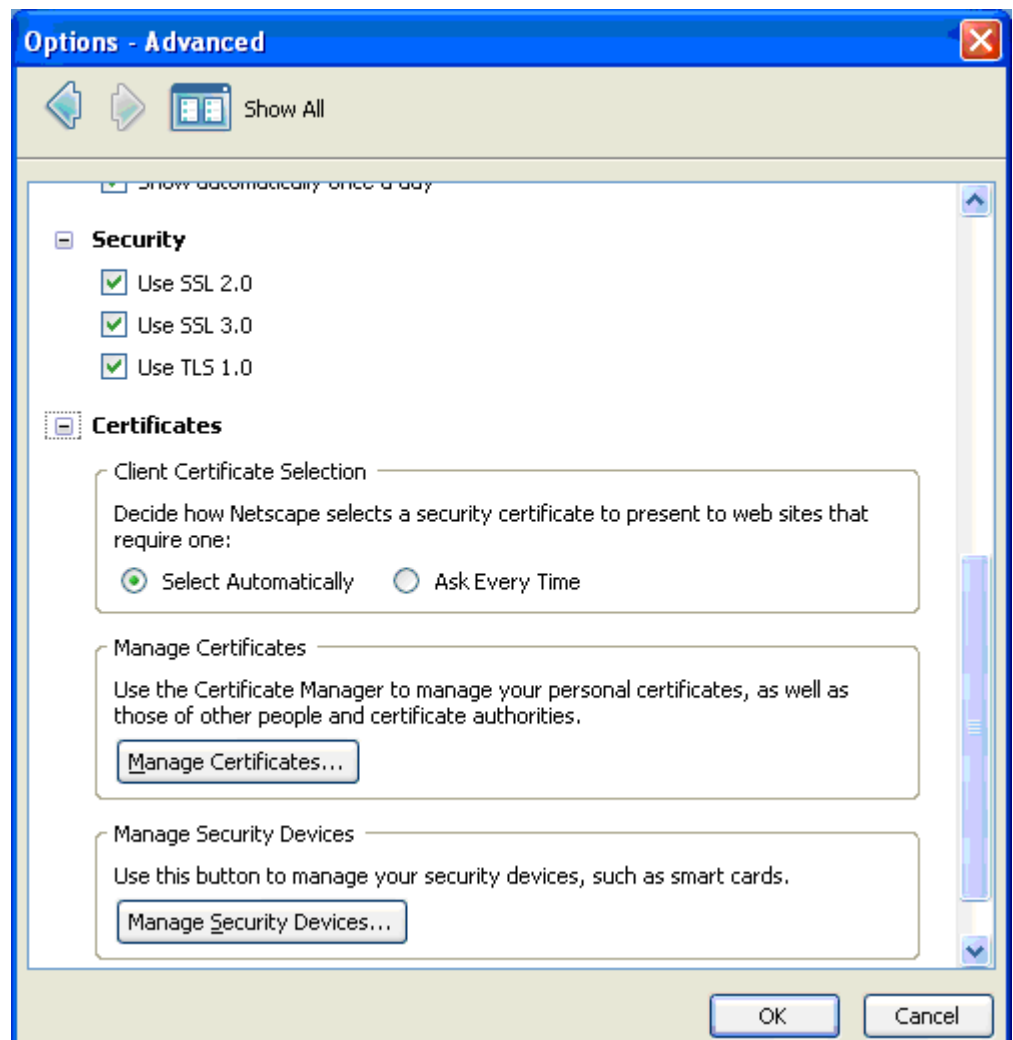 Options - Advanced
Show All
Show automatically once a day
Security
Use SSL 2.0
Use SSL 3.0
Use TLS 1.0
Certificates
Client Certificate Selection
Decide how Netscape selects a security certificate to present to web sites that
require one:
Select Automatically Ask Every Time
Manage Certificates
Use the Certificate Manager to manage your personal certificates, as well as
those of other people and certificate authorities.
Manage Certificates...
Manage Security Devices
Use this button to manage your security devices, such as smart cards.
Manage Security Devices...
OK Cancel